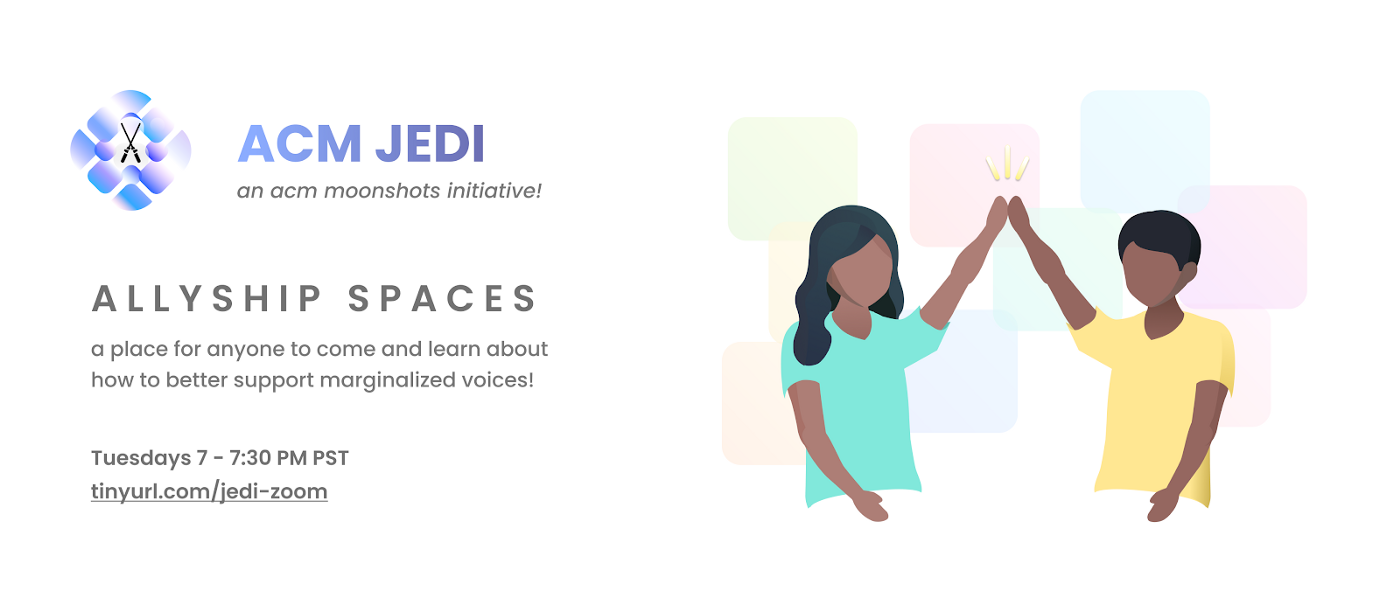 ACM JEDI
an acm moonshots initiative!
ALLYSHIP SPACES
a place for anyone to come and learn about
how to better support marginalized voices!
Tuesdays 7 - 7:30 PM PST
tinyurl.com/jedi-zoom